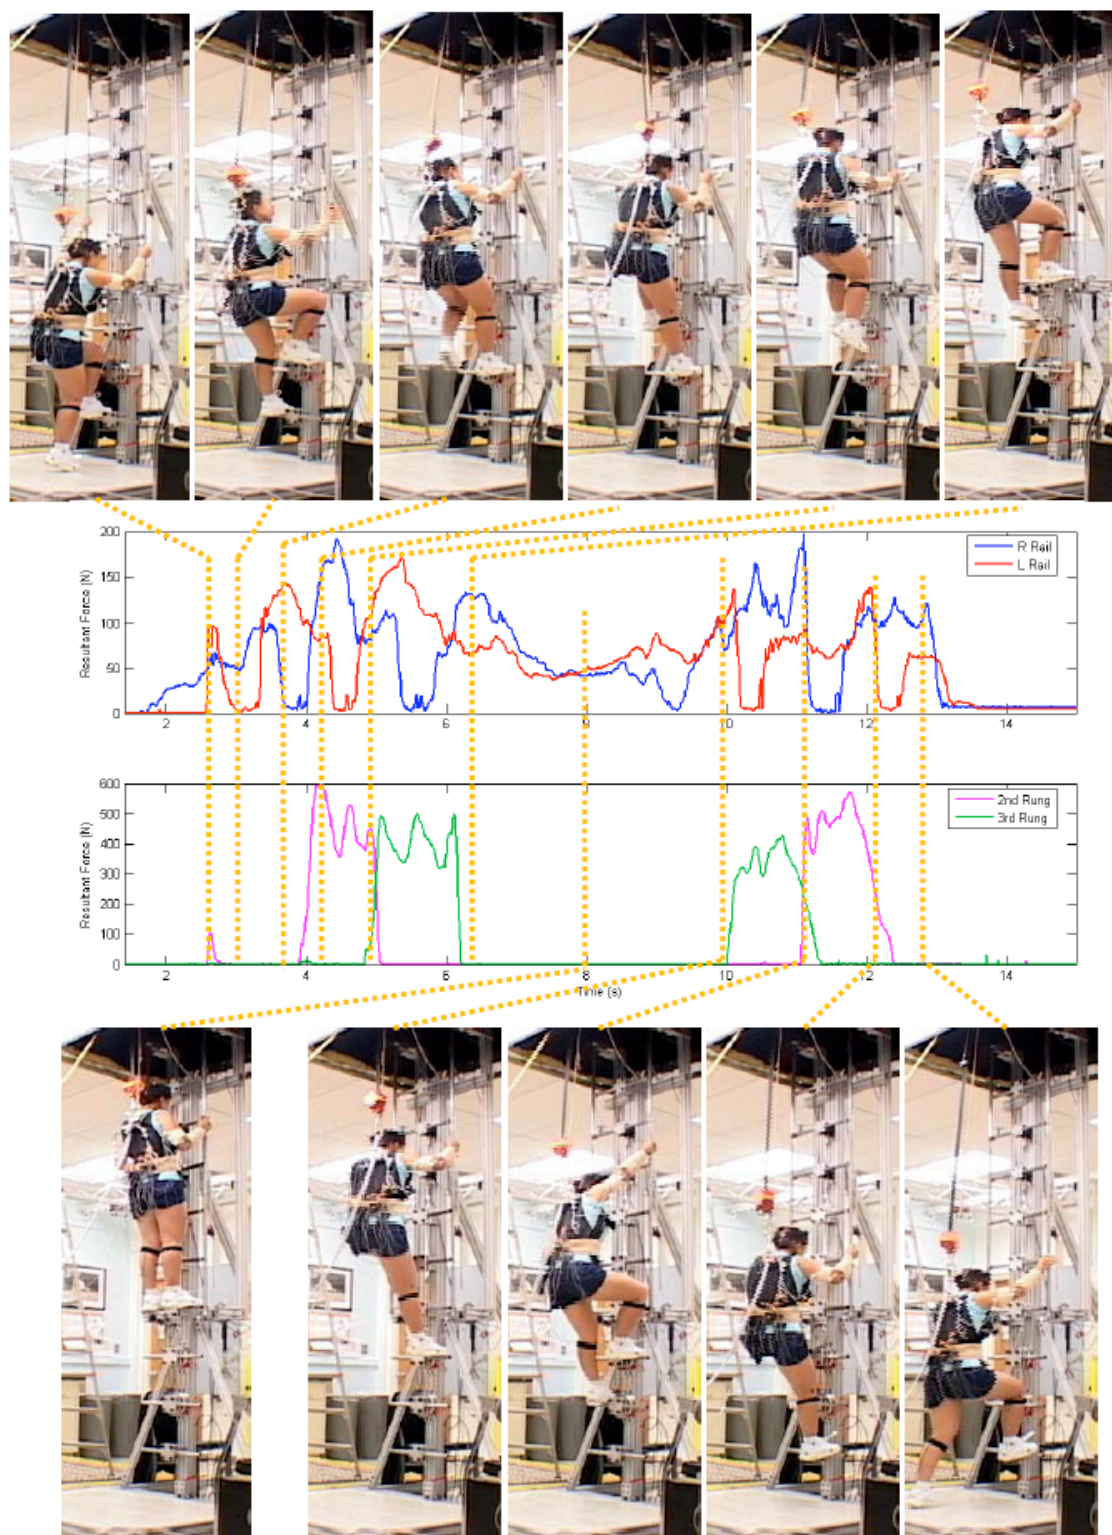 200
150
100
50
0
Resultant Force (N)
R Rail
L Rail
2 4 6 8 10 12 14
600
500
400
300
200
100
0
Resultant Force (N)
2nd Rung
3rd Rung
2 4 6 8 10 12 14
Time (s)